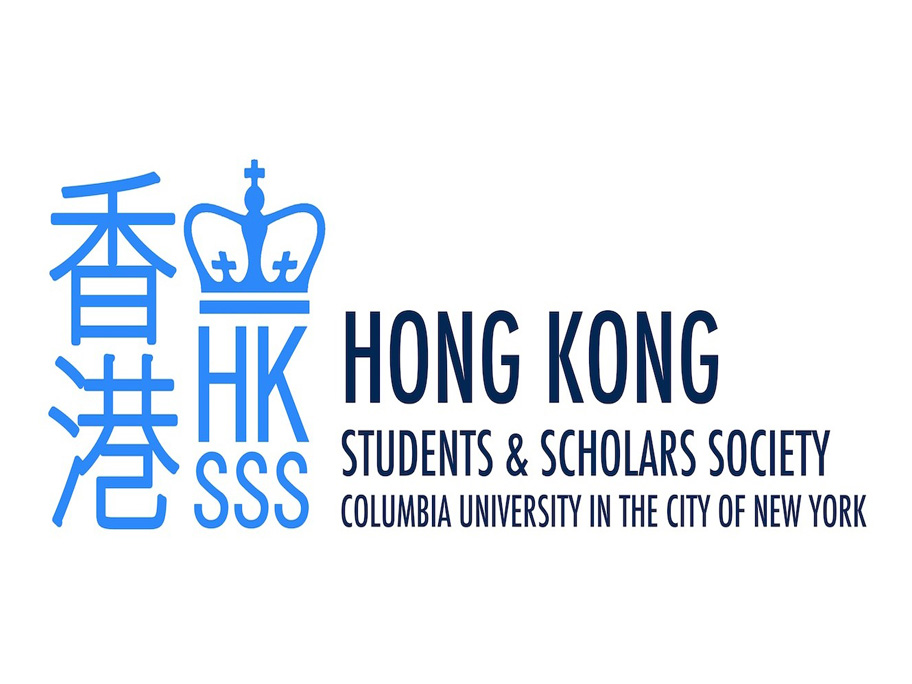 香港
HK
SSS
HONG KONG
STUDENTS & SCHOLARS SOCIETY
COLUMBIA UNIVERSITY IN THE CITY OF NEW YORK